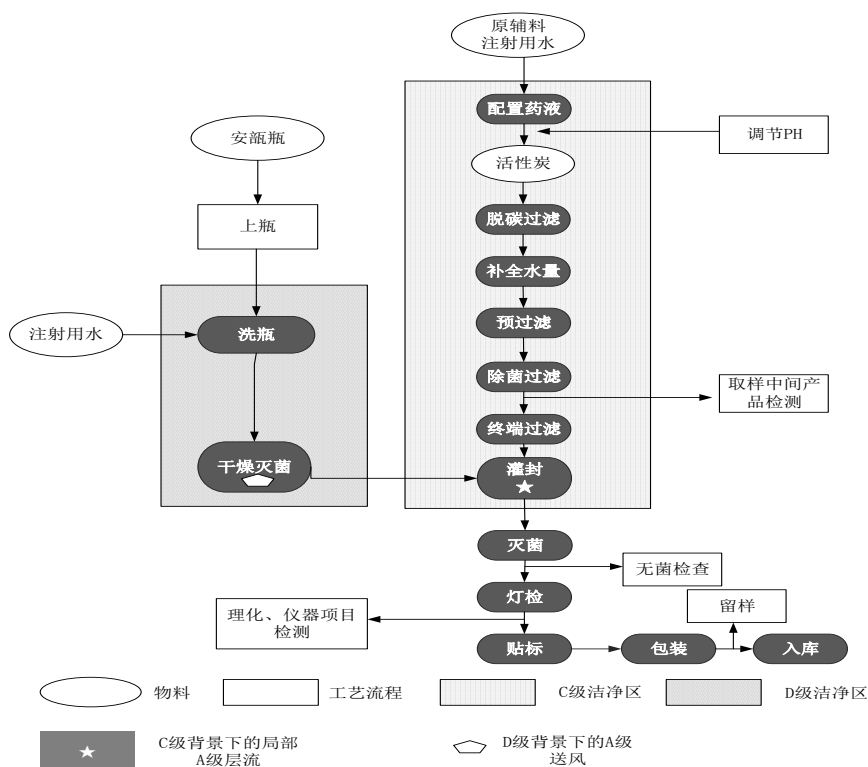 原辅料
注射用水
配置药液
调节PH
安瓿瓶
活性炭
上瓶
脱碳过滤
补全水量
注射用水
洗瓶
预过滤
除菌过滤
取样中间产
品检测
终端过滤
干燥灭菌
灌封
灭菌
无菌检查
灯检
理化、仪器项目
检测
留样
贴标
包装
入库
物料
工艺流程
C级洁净区
D级洁净区
C级背景下的局部
A级层流
D级背景下的A级
送风